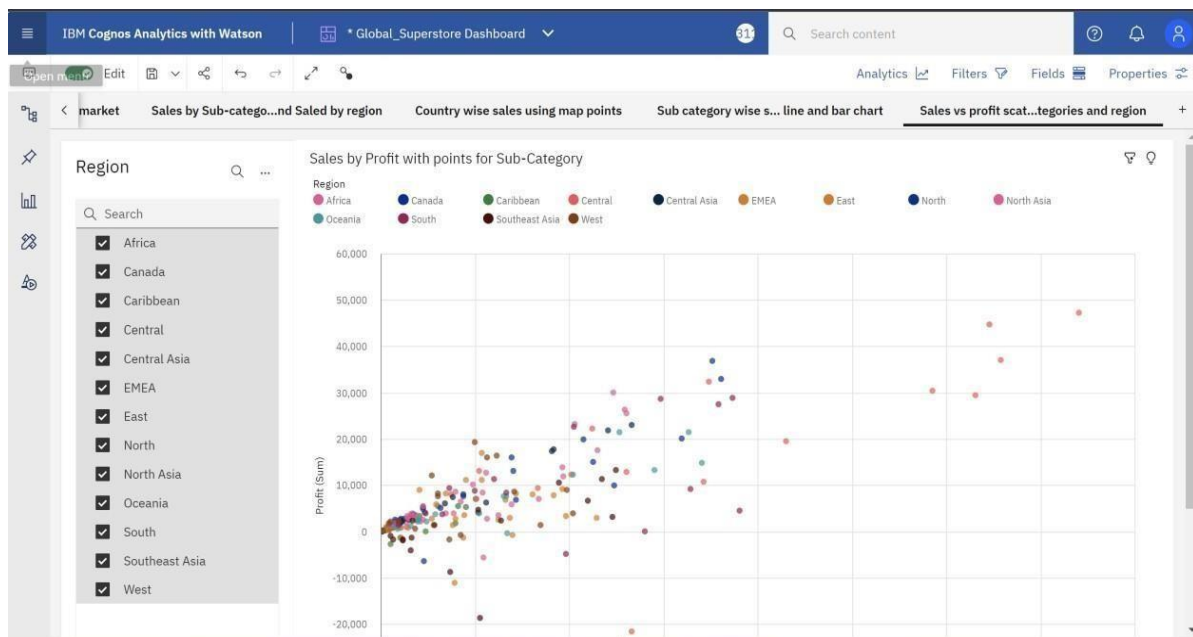 IBM Cognos Analytics with Watson
* Global_Superstore Dashboard
Search content
Open menu
Edit
Analytics
Filters
Fields
Properties
market
Sales by Sub-catego...nd Saled by region
Country wise sales using map points
Sub category wise s... line and bar chart
Sales vs profit scat...tegories and region
+
Region
...
Search
Africa
Canada
Caribbean
Central
Central Asia
EMEA
East
North
North Asia
Oceania
South
Southeast Asia
West
Sales by Profit with points for Sub-Category
Region
Africa Canada Caribbean Central Central Asia EMEA East North North Asia
Oceania South Southeast Asia West
60,000
50,000
40,000
30,000
20,000
10,000
0
-10,000
-20,000
Profit (Sum)